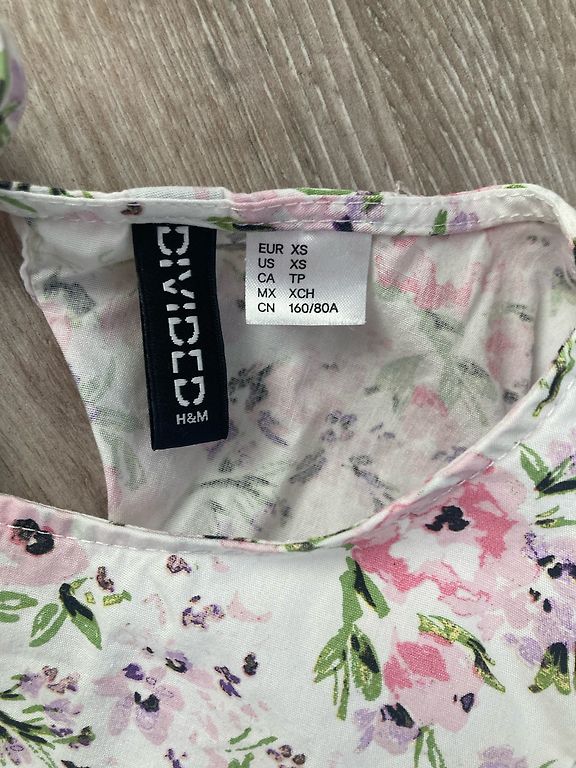 DIVIDED
H&M
EUR XS
US XS
CA TP
MX XCH
CN 160/80A